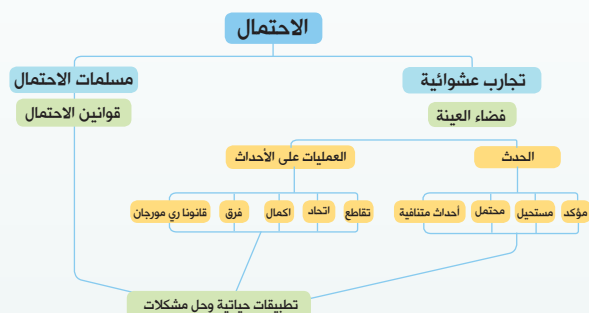 الاحتمال
تجارب عشوائية
مسلمات الاحتمال
فضاء العينة
قوانين الاحتمال
الحدث
العمليات على الأحداث
مؤكد
مستحيل
محتمل
أحداث متنافية
تقاطع
اتحاد
اكمال
فرق
قانونا ري مورجان
تطبيقات حياتية وحل مشكلات